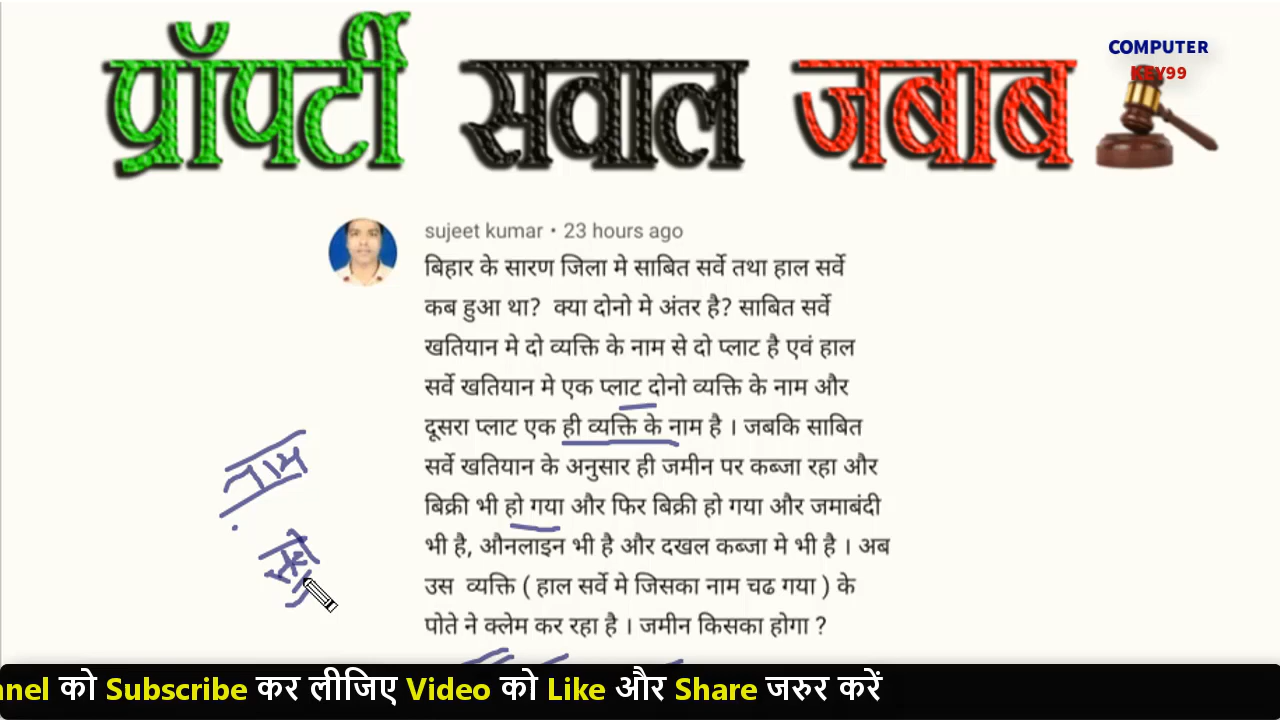 प्रॉपर्टी सवाल जबाब
COMPUTER
KEY99
sujeet kumar • 23 hours ago
बिहार के सारण जिला मे साबित सर्वे तथा हाल सर्वे
कब हुआ था? क्या दोनो मे अंतर है? साबित सर्वे
खतियान मे दो व्यक्ति के नाम से दो प्लाट है एवं हाल
सर्वे खतियान मे एक प्लाट दोनो व्यक्ति के नाम और
दूसरा प्लाट एक ही व्यक्ति के नाम है । जबकि साबित
सर्वे खतियान के अनुसार ही जमीन पर कब्जा रहा और
बिक्री भी हो गया और फिर बिक्री हो गया और जमाबंदी
भी है, औनलाइन भी है और दखल कब्जा मे भी है । अब
उस व्यक्ति ( हाल सर्वे मे जिसका नाम चढ गया ) के
पोते ने क्लेम कर रहा है । जमीन किसका होगा ?
नाम
nnel को Subscribe कर लीजिए Video को Like और Share जरुर करें